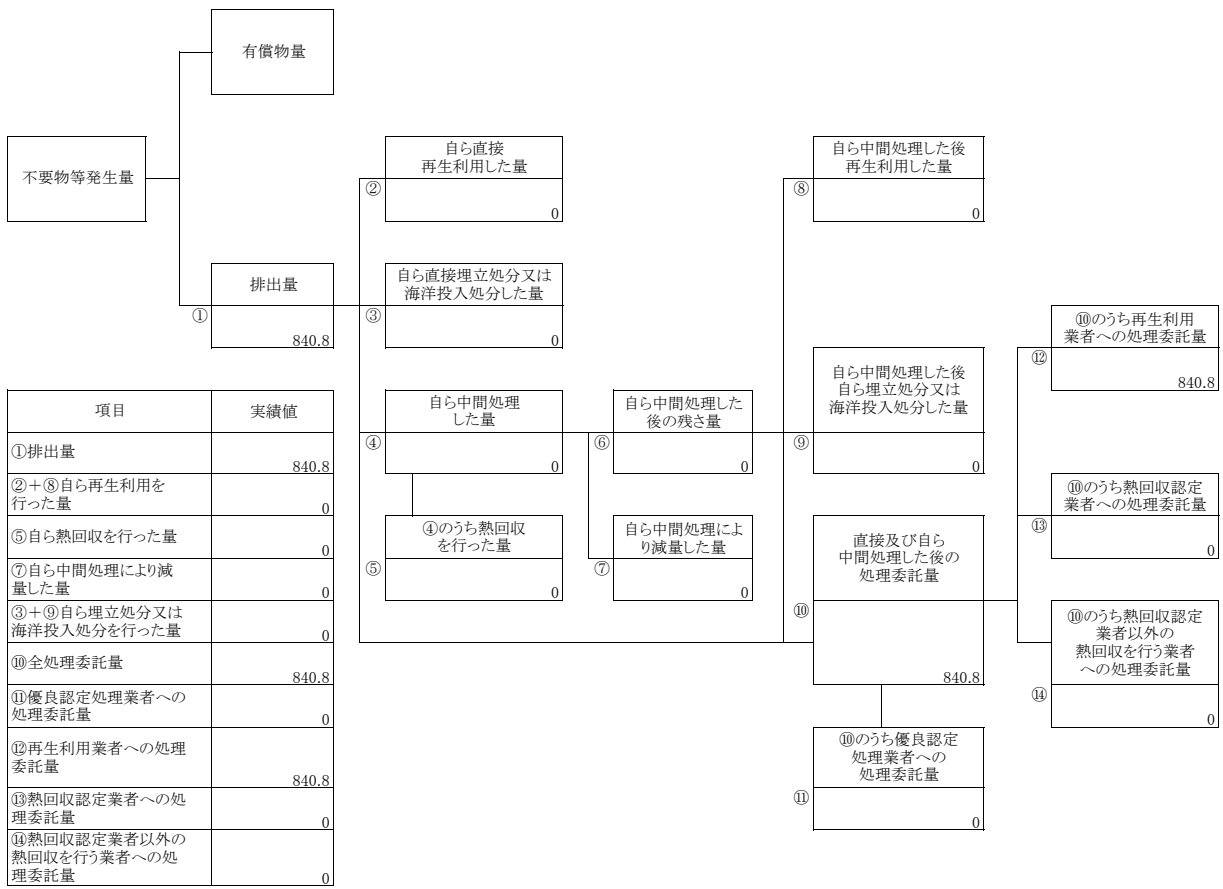 有償物量
不要物等発生量
排出量
①
840.8
自ら直接
再生利用した量
②
0
自ら直接埋立処分又は
海洋投入処分した量
③
0
自ら中間処理
した量
④
0
④のうち熱回収
を行った量
⑤
0
自ら中間処理した
後の残さ量
⑥
0
自ら中間処理によ
り減量した量
⑦
0
自ら中間処理した後
再生利用した量
⑧
0
自ら中間処理した後
自ら埋立処分又は
海洋投入処分した量
⑨
0
直接及び自ら
中間処理した後の
処理委託量
⑩
840.8
⑩のうち優良認定
処理業者への
処理委託量
⑪
0
⑩のうち再生利用
業者への処理委託量
⑫
840.8
⑩のうち熱回収認定
業者への処理委託量
⑬
0
⑩のうち熱回収認定
業者以外の
熱回収を行う業者
への処理委託量
⑭
0
項目 実績値
①排出量
840.8
②+⑧自ら再生利用を
行った量
0
⑤自ら熱回収を行った量
0
⑦自ら中間処理により減
量した量
0
③+⑨自ら埋立処分又は
海洋投入処分を行った量
0
⑩全処理委託量
840.8
⑪優良認定処理業者への
処理委託量
0
⑫再生利用業者への処理
委託量
840.8
⑬熱回収認定業者への処
理委託量
0
⑭熱回収認定業者以外の
熱回収を行う業者への処
理委託量
0